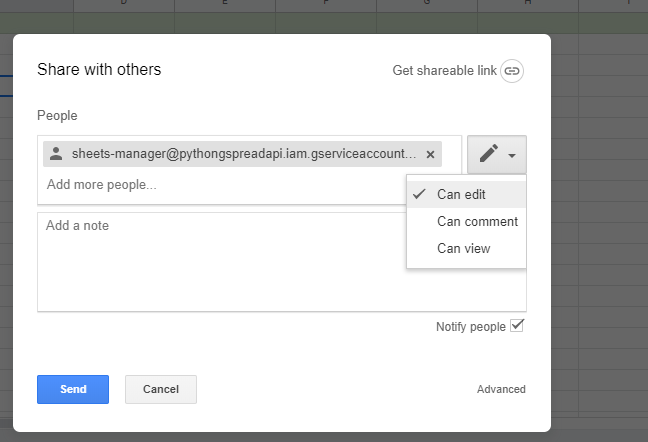 D E F G H I
Share with others
Get shareable link
People
sheets-manager@pythongspreadapi.iam.gserviceaccount...
Add more people...
Can edit
Can comment
Can view
Add a note
Notify people
Send
Cancel
Advanced